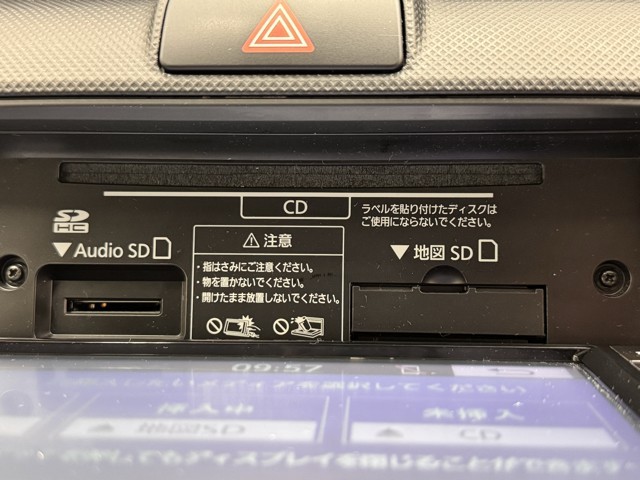 CD
ラベルを貼り付けたディスクは
ご使用にならないでください。
SD
HC
▼Audio SD
⚠注意
・指はさみにご注意ください。
・物を置かないでください。
・開けたまま放置しないでください。
▼地図 SD
09:57
挿入中
未挿入
▲ 地図SD
▲ CD